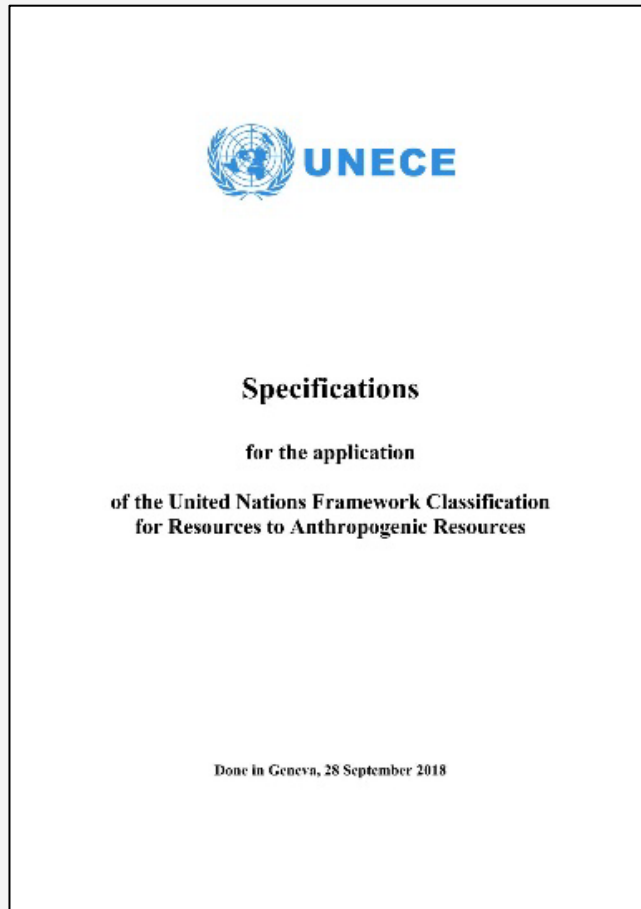 UNECE
Specifications
for the application
of the United Nations Framework Classification
for Resources to Anthropogenic Resources
Done in Geneva, 28 September 2018